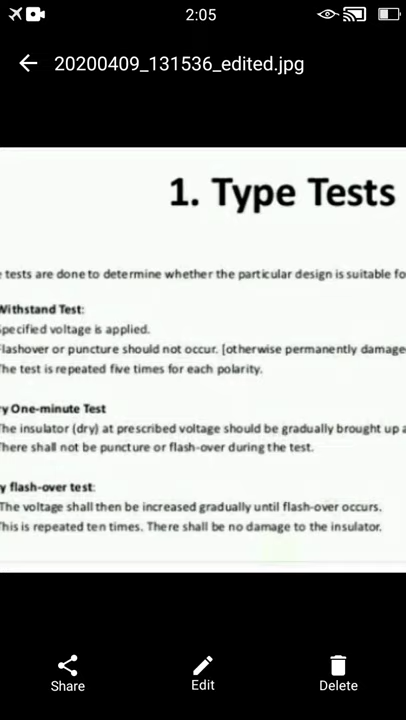 2:05
20200409_131536_edited.jpg
1. Type Tests
tests are done to determine whether the particular design is suitable fo
Withstand Test:
pecified voltage is applied.
lashover or puncture should not occur. [otherwise permanently damage
he test is repeated five times for each polarity.
ry One-minute Test
he insulator (dry) at prescribed voltage should be gradually brought up a
There shall not be puncture or flash-over during the test.
y flash-over test:
The voltage shall then be increased gradually until flash-over occurs.
This is repeated ten times. There shall be no damage to the insulator.
Share
Edit
Delete